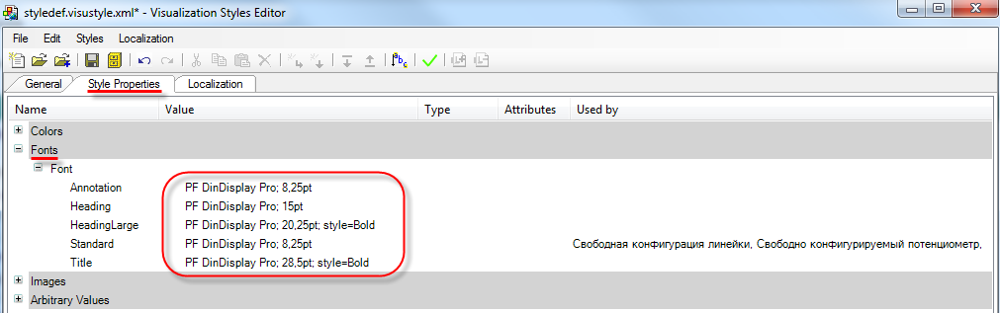 styledef.visustyle.xml* - Visualization Styles Editor
File Edit Styles Localization
abc
General Style Properties Localization
Name Value Type Attributes Used by
Colors
Fonts
Font
Annotation PF DinDisplay Pro; 8,25pt
Heading PF DinDisplay Pro; 15pt
HeadingLarge PF DinDisplay Pro; 20,25pt; style=Bold
Standard PF DinDisplay Pro; 8,25pt Свободная конфигурация линейки, Свободно конфигурируемый потенциометр,
Title PF DinDisplay Pro; 28,5pt; style=Bold
Images
Arbitrary Values